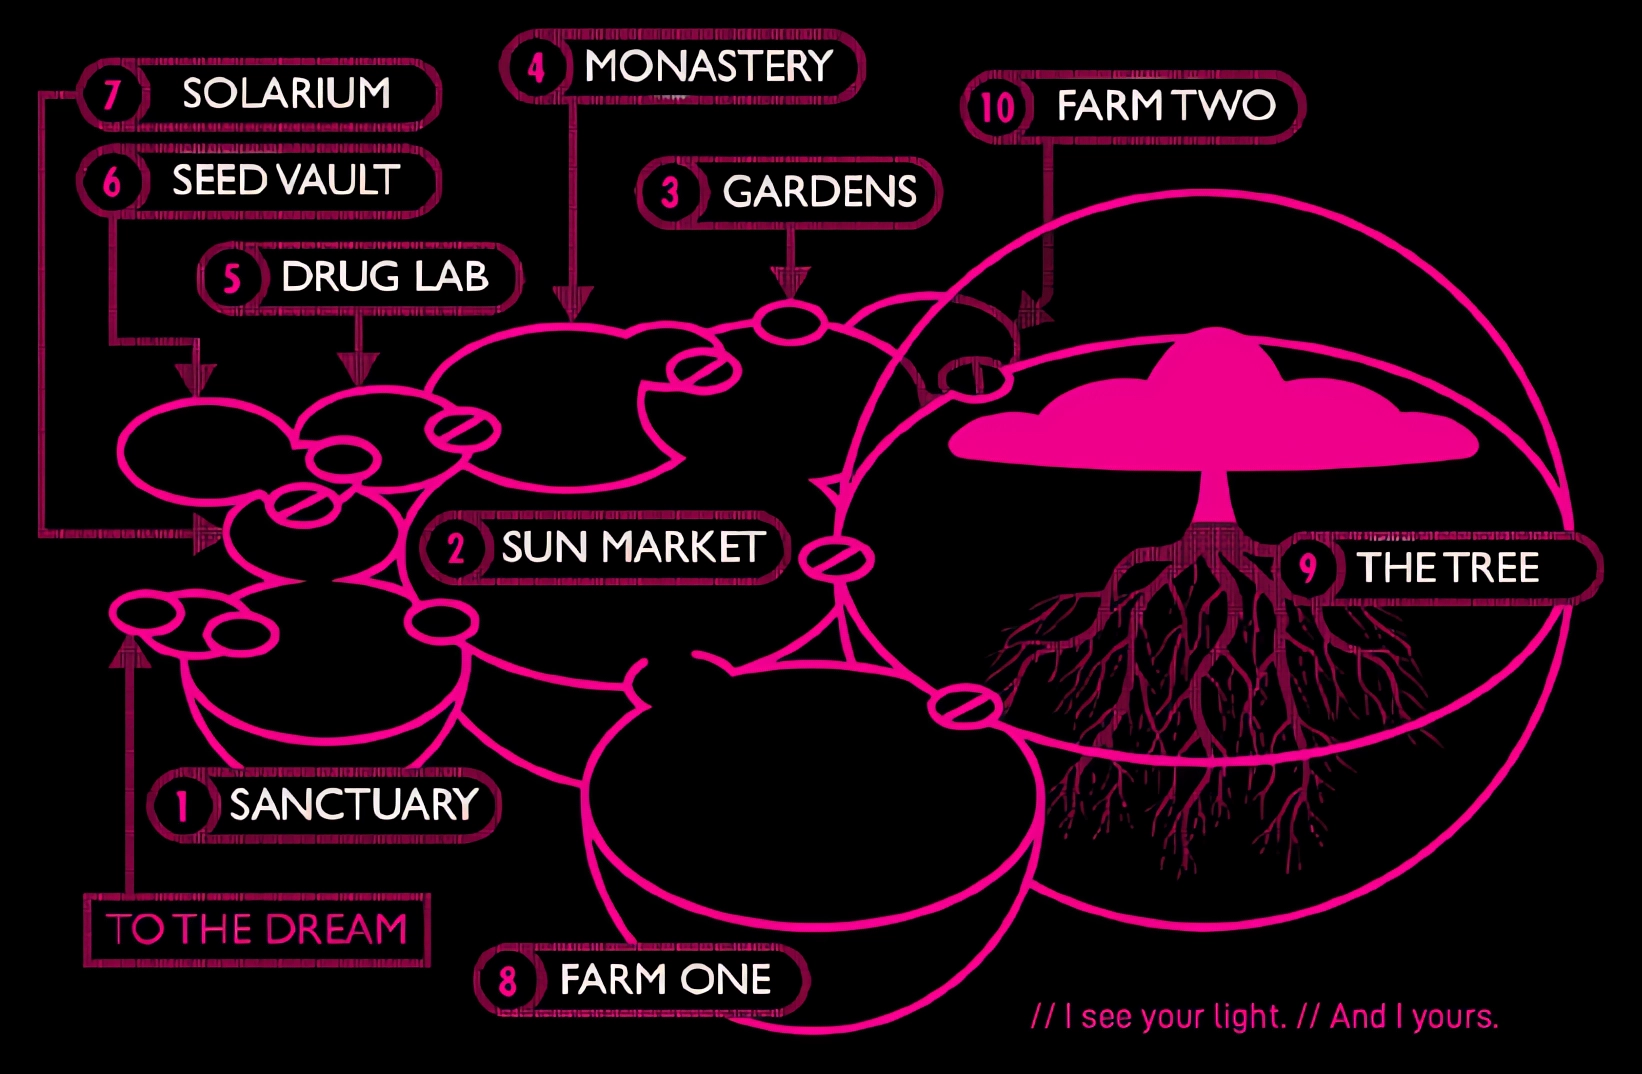 4 MONASTERY
7 SOLARIUM
10 FARM TWO
6 SEED VAULT
3 GARDENS
5 DRUG LAB
2 SUN MARKET
9 THE TREE
1 SANCTUARY
TO THE DREAM
8 FARM ONE
// I see your light. // And I yours.